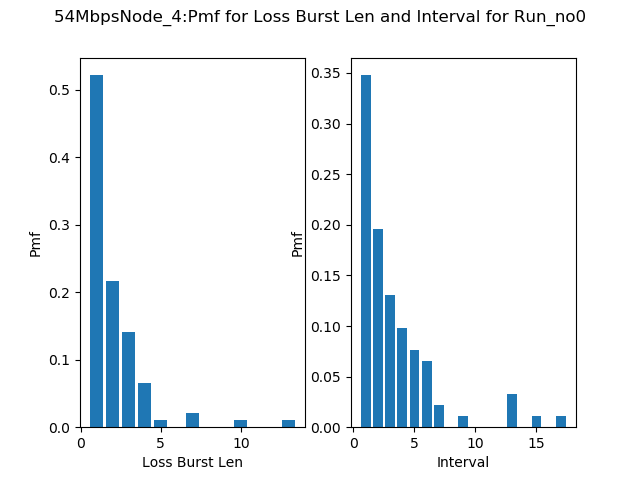 54MbpsNode_4:Pmf for Loss Burst Len and Interval for Run_no0
Pmf
0.5
0.4
0.3
0.2
0.1
0.0
0 5 10
Loss Burst Len
Pmf
0.35
0.30
0.25
0.20
0.15
0.10
0.05
0.00
0 5 10 15
Interval